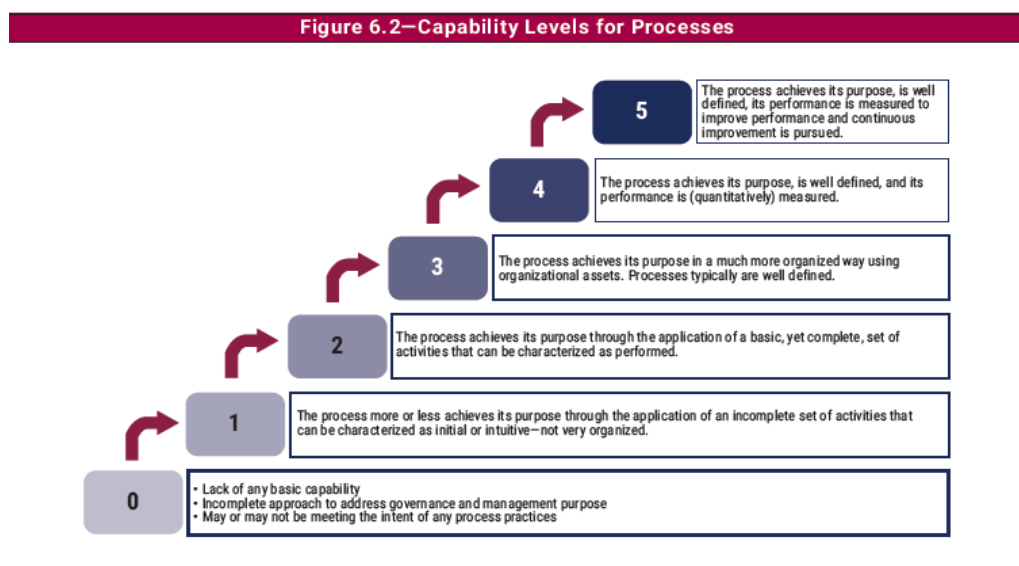 Figure 6.2—Capability Levels for Processes
5
The process achieves its purpose, is well
defined, its performance is measured to
improve performance and continuous
improvement is pursued.
4
The process achieves its purpose, is well defined, and its
performance is (quantitatively) measured.
3
The process achieves its purpose in a much more organized way using
organizational assets. Processes typically are well defined.
2
The process achieves its purpose through the application of a basic, yet complete, set of
activities that can be characterized as performed.
1
The process more or less achieves its purpose through the application of an incomplete set of activities that
can be characterized as initial or intuitive—not very organized.
0
• Lack of any basic capability
• Incomplete approach to address governance and management purpose
• May or may not be meeting the intent of any process practices